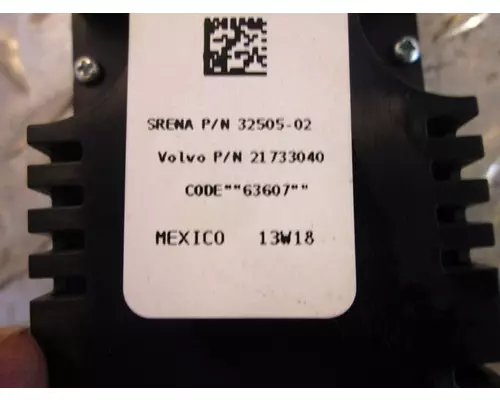 SRENA P/N 32505-02
Volvo P/N 21733040
CODE""63607""
MEXICO 13W18